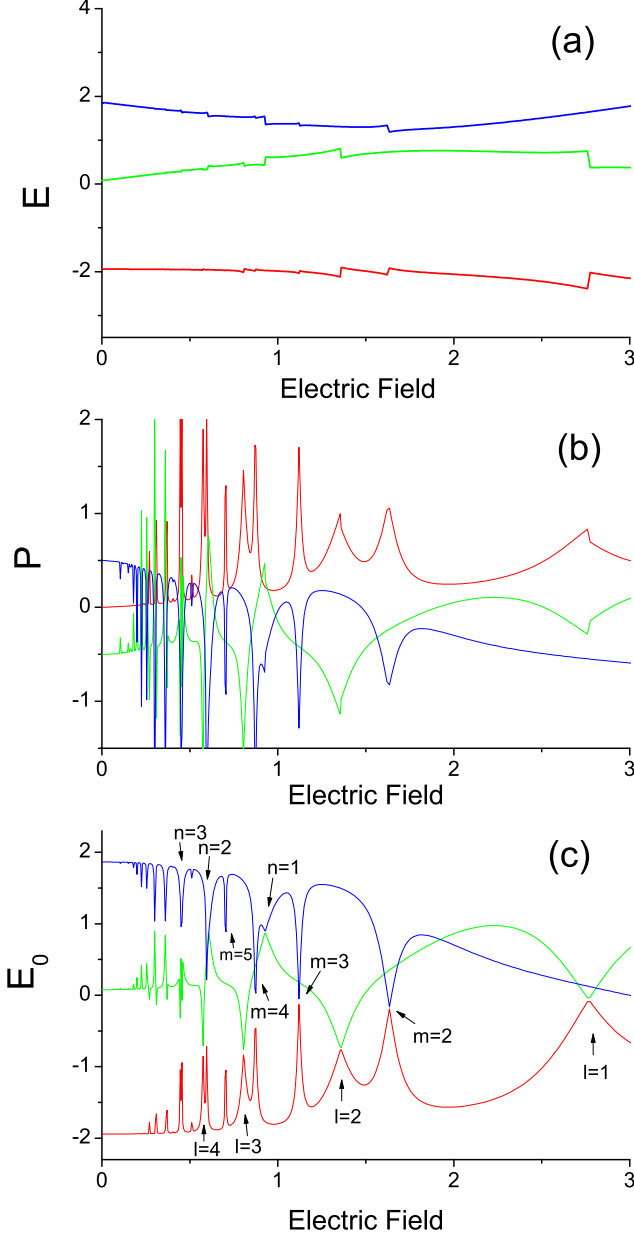 (a)
4
2
0
-2
E
0
1
2
3
Electric Field
(b)
2
1
0
-1
P
0
1
2
3
Electric Field
(c)
2
1
0
-1
-2
E₀
n=3
n=2
n=1
m=5
m=4
m=3
m=2
l=4
l=3
l=2
l=1
0
1
2
3
Electric Field